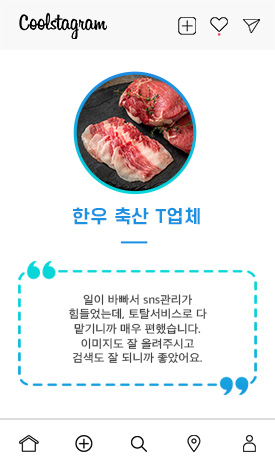 Coolstagram
한우 축산 T업체
일이 바빠서 sns관리가
힘들었는데, 토탈서비스로 다
맡기니까 매우 편했습니다.
이미지도 잘 올려주시고
검색도 잘 되니까 좋았어요.